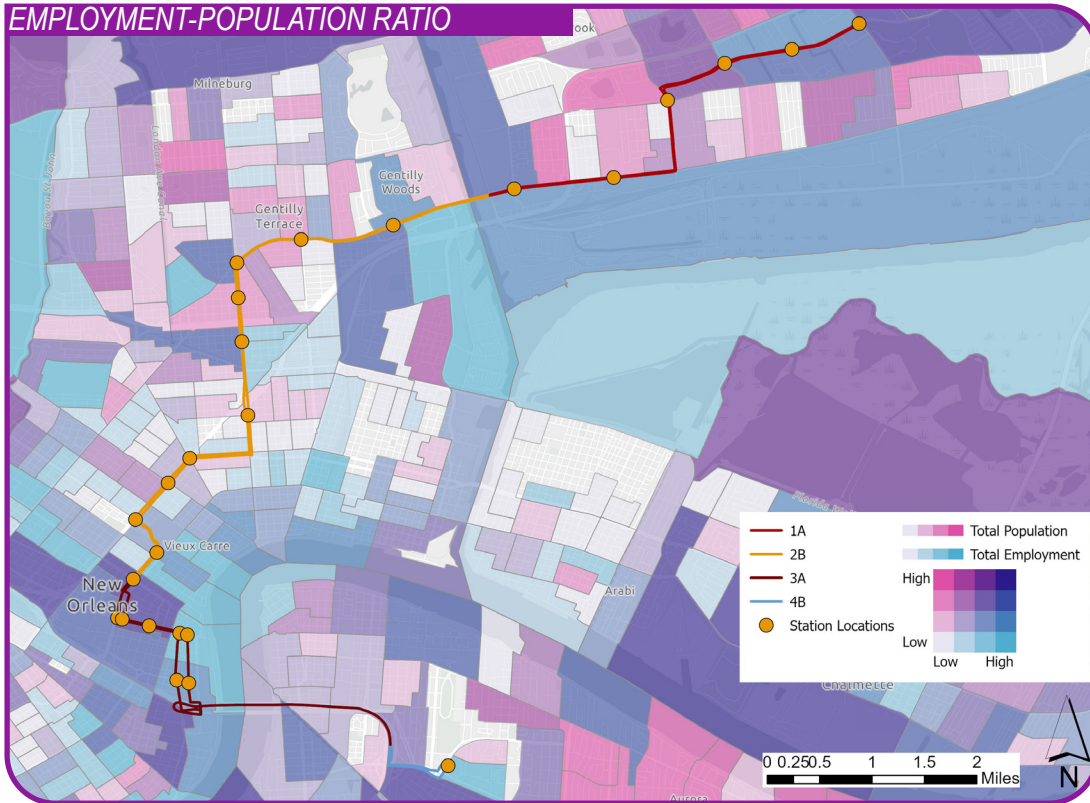 EMPLOYMENT-POPULATION RATIO
ook
Milneburg
Gentilly
Woods
Gentilly
Terrace
Vieux Carre
New
Orleans
Arabi
Chalmette
Aurora
1A
2B
3A
4B
Station Locations
Total Population
Total Employment
High
Low
Low High
0 0.25 0.5 1 1.5 2
Miles
N